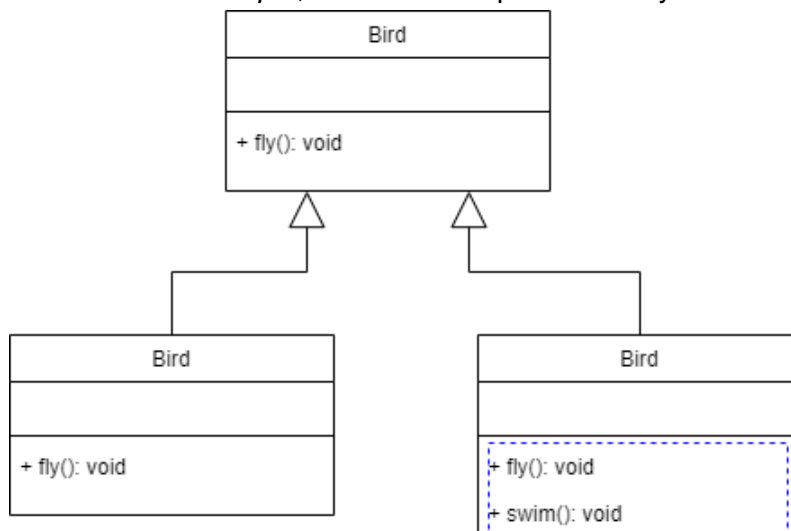 Bird
+ fly(): void
Bird
+ fly(): void
Bird
+ fly(): void
+ swim(): void